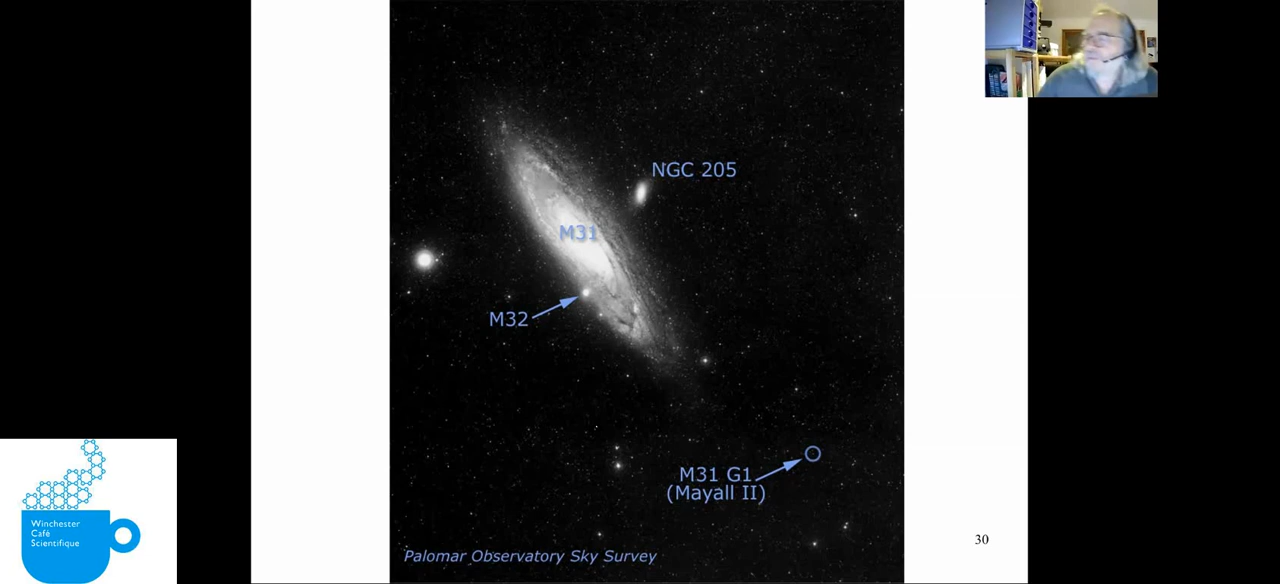 NGC 205
M31
M32
M31 G1
(Mayall II)
Palomar Observatory Sky Survey
30
Winchester
Café
Scientifique